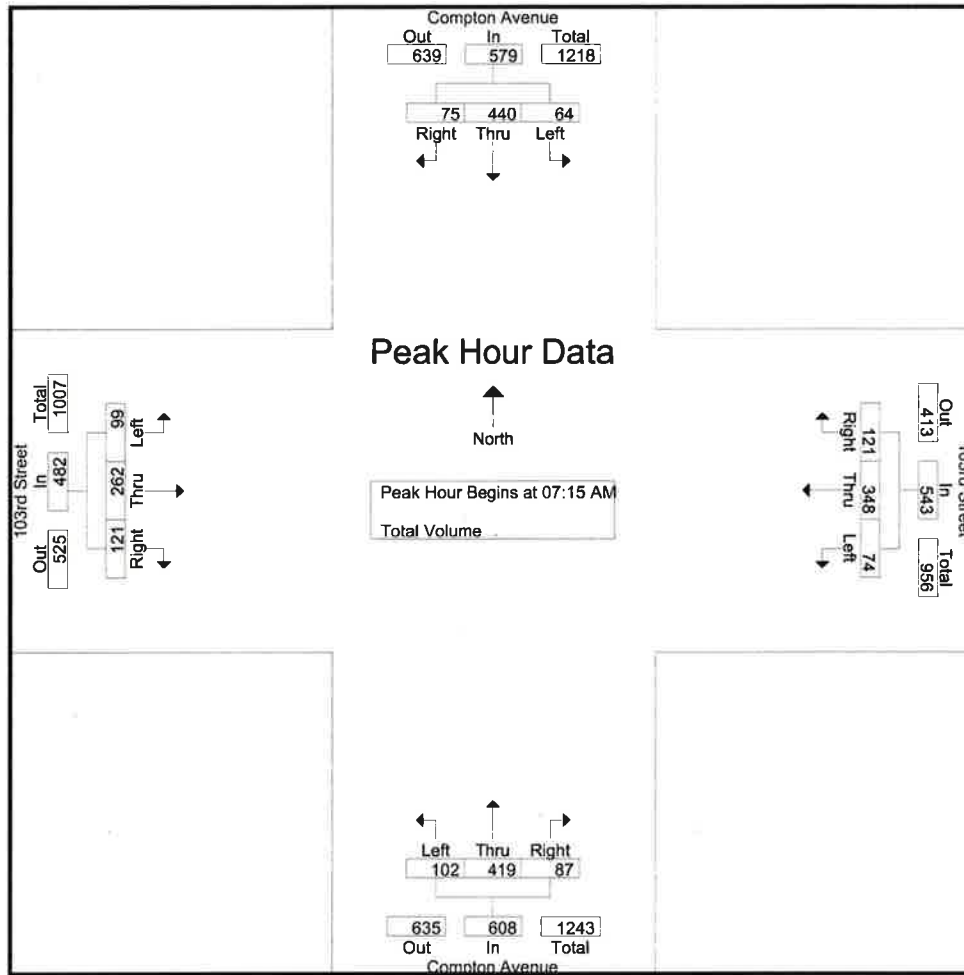 Compton Avenue
Out In Total
639 579 1218
75 440 64
Right Thru Left
Peak Hour Data
North
Peak Hour Begins at 07:15 AM
Total Volume
103rd Street
Total In Out
1007 482 525
99 262 121
Left Thru Right
103rd Street
Out In Total
413 543 956
121 348 74
Right Thru Left
Left Thru Right
102 419 87
635 608 1243
Out In Total
Compton Avenue